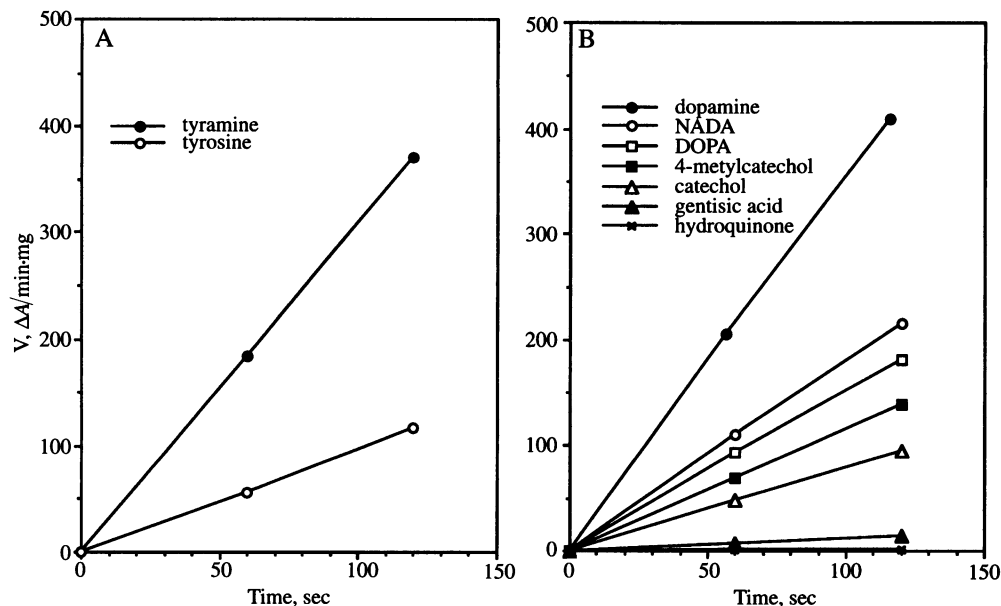 A
500
400
300
200
100
0
V, ΔA/min·mg
tyramine
tyrosine
0
50
100
150
Time, sec
B
500
400
300
200
100
0
dopamine
NADA
DOPA
4-metylcatechol
catechol
gentisic acid
hydroquinone
0
50
100
150
Time, sec